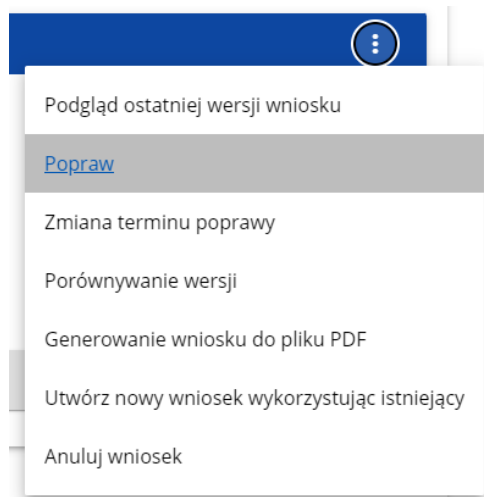 Podgląd ostatniej wersji wniosku
Popraw
Zmiana terminu poprawy
Porównywanie wersji
Generowanie wniosku do pliku PDF
Utwórz nowy wniosek wykorzystując istniejący
Anuluj wniosek